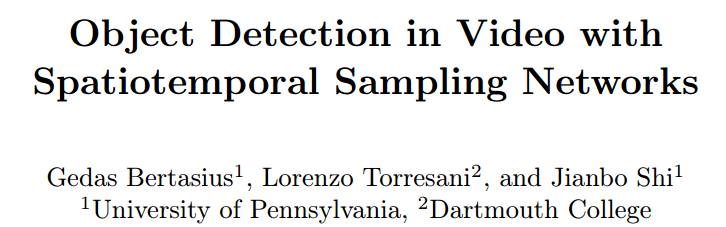 Object Detection in Video with
Spatiotemporal Sampling Networks
Gedas Bertasius¹, Lorenzo Torresani², and Jianbo Shi¹
¹University of Pennsylvania, ²Dartmouth College